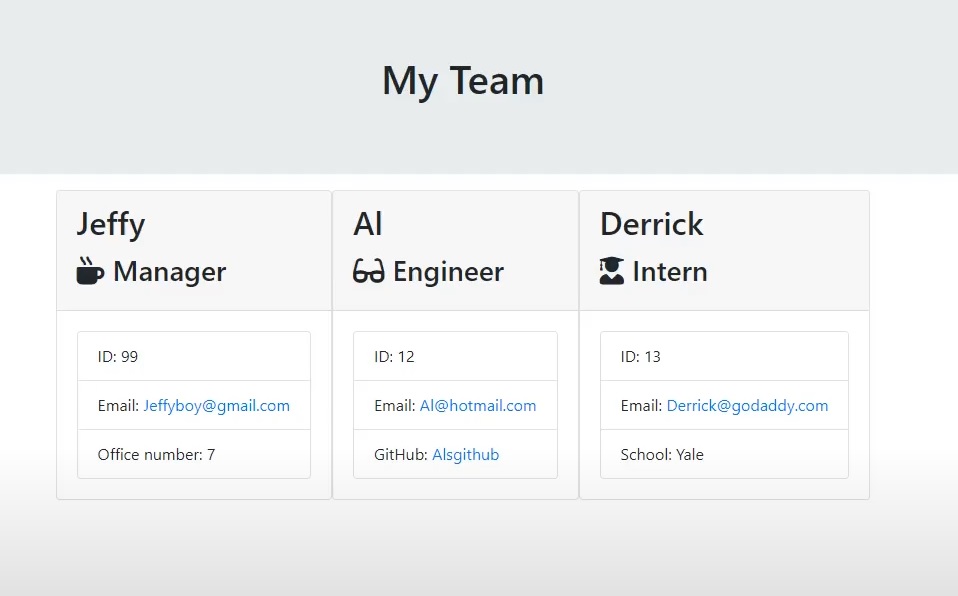 My Team
Jeffy
Manager
ID: 99
Email: Jeffyboy@gmail.com
Office number: 7
Al
Engineer
ID: 12
Email: Al@hotmail.com
GitHub: Alsgithub
Derrick
Intern
ID: 13
Email: Derrick@godaddy.com
School: Yale